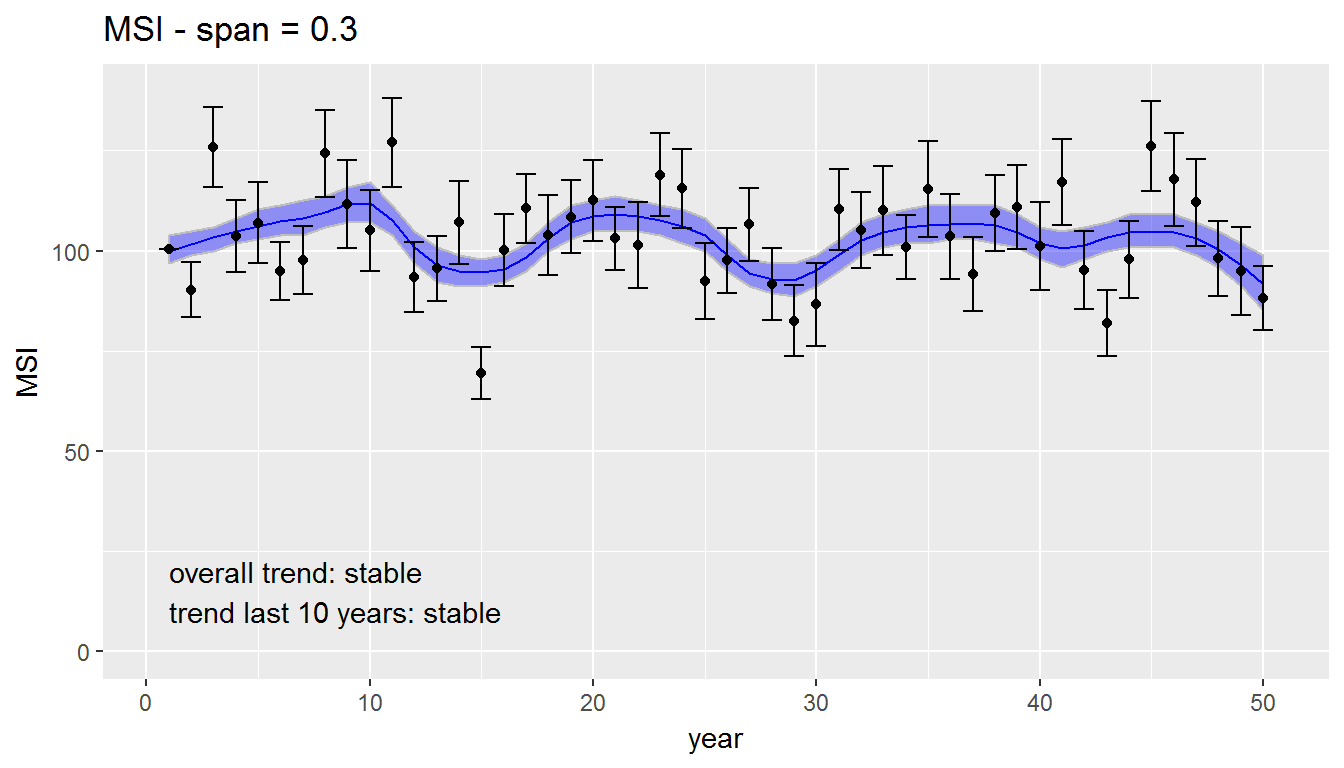 MSI - span = 0.3
MSI
100
50
0
overall trend: stable
trend last 10 years: stable
0 10 20 30 40 50
year